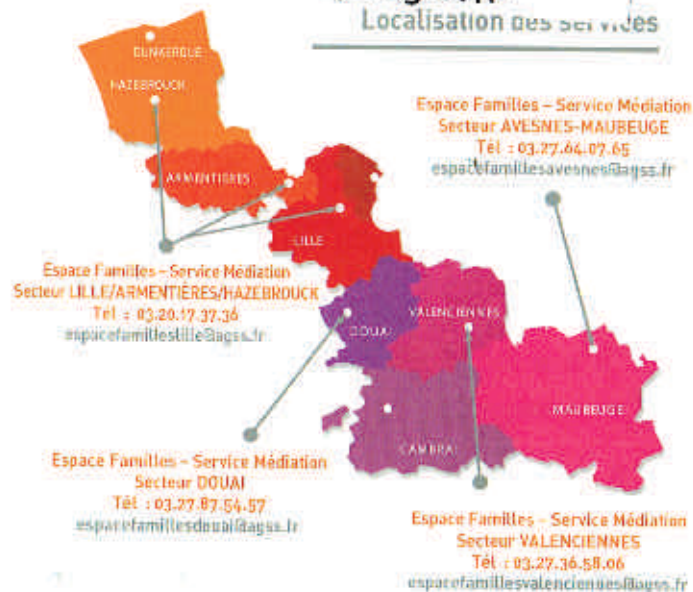 Localisation des services
DUNKERQUE
HAZEBROUCK
ARMENTIERES
LILLE
Espace Familles – Service Médiation
Secteur AVESNES-MAUBEUGE
Tél : 03.27.64.07.65
espacefamillesavesnes@agss.fr
Espace Familles – Service Médiation
Secteur LILLE/ARMENTIÈRES/HAZEBROUCK
Tél : 03.20.17.37.36
espacefamilleslille@agss.fr
DOUAI
VALENCIENNES
CAMBRAI
MAUBEUGE
Espace Familles – Service Médiation
Secteur DOUAI
Tél : 03.27.87.54.57
espacefamillesdouai@agss.fr
Espace Familles – Service Médiation
Secteur VALENCIENNES
Tél : 03.27.36.58.06
espacefamillesvalenciennes@agss.fr